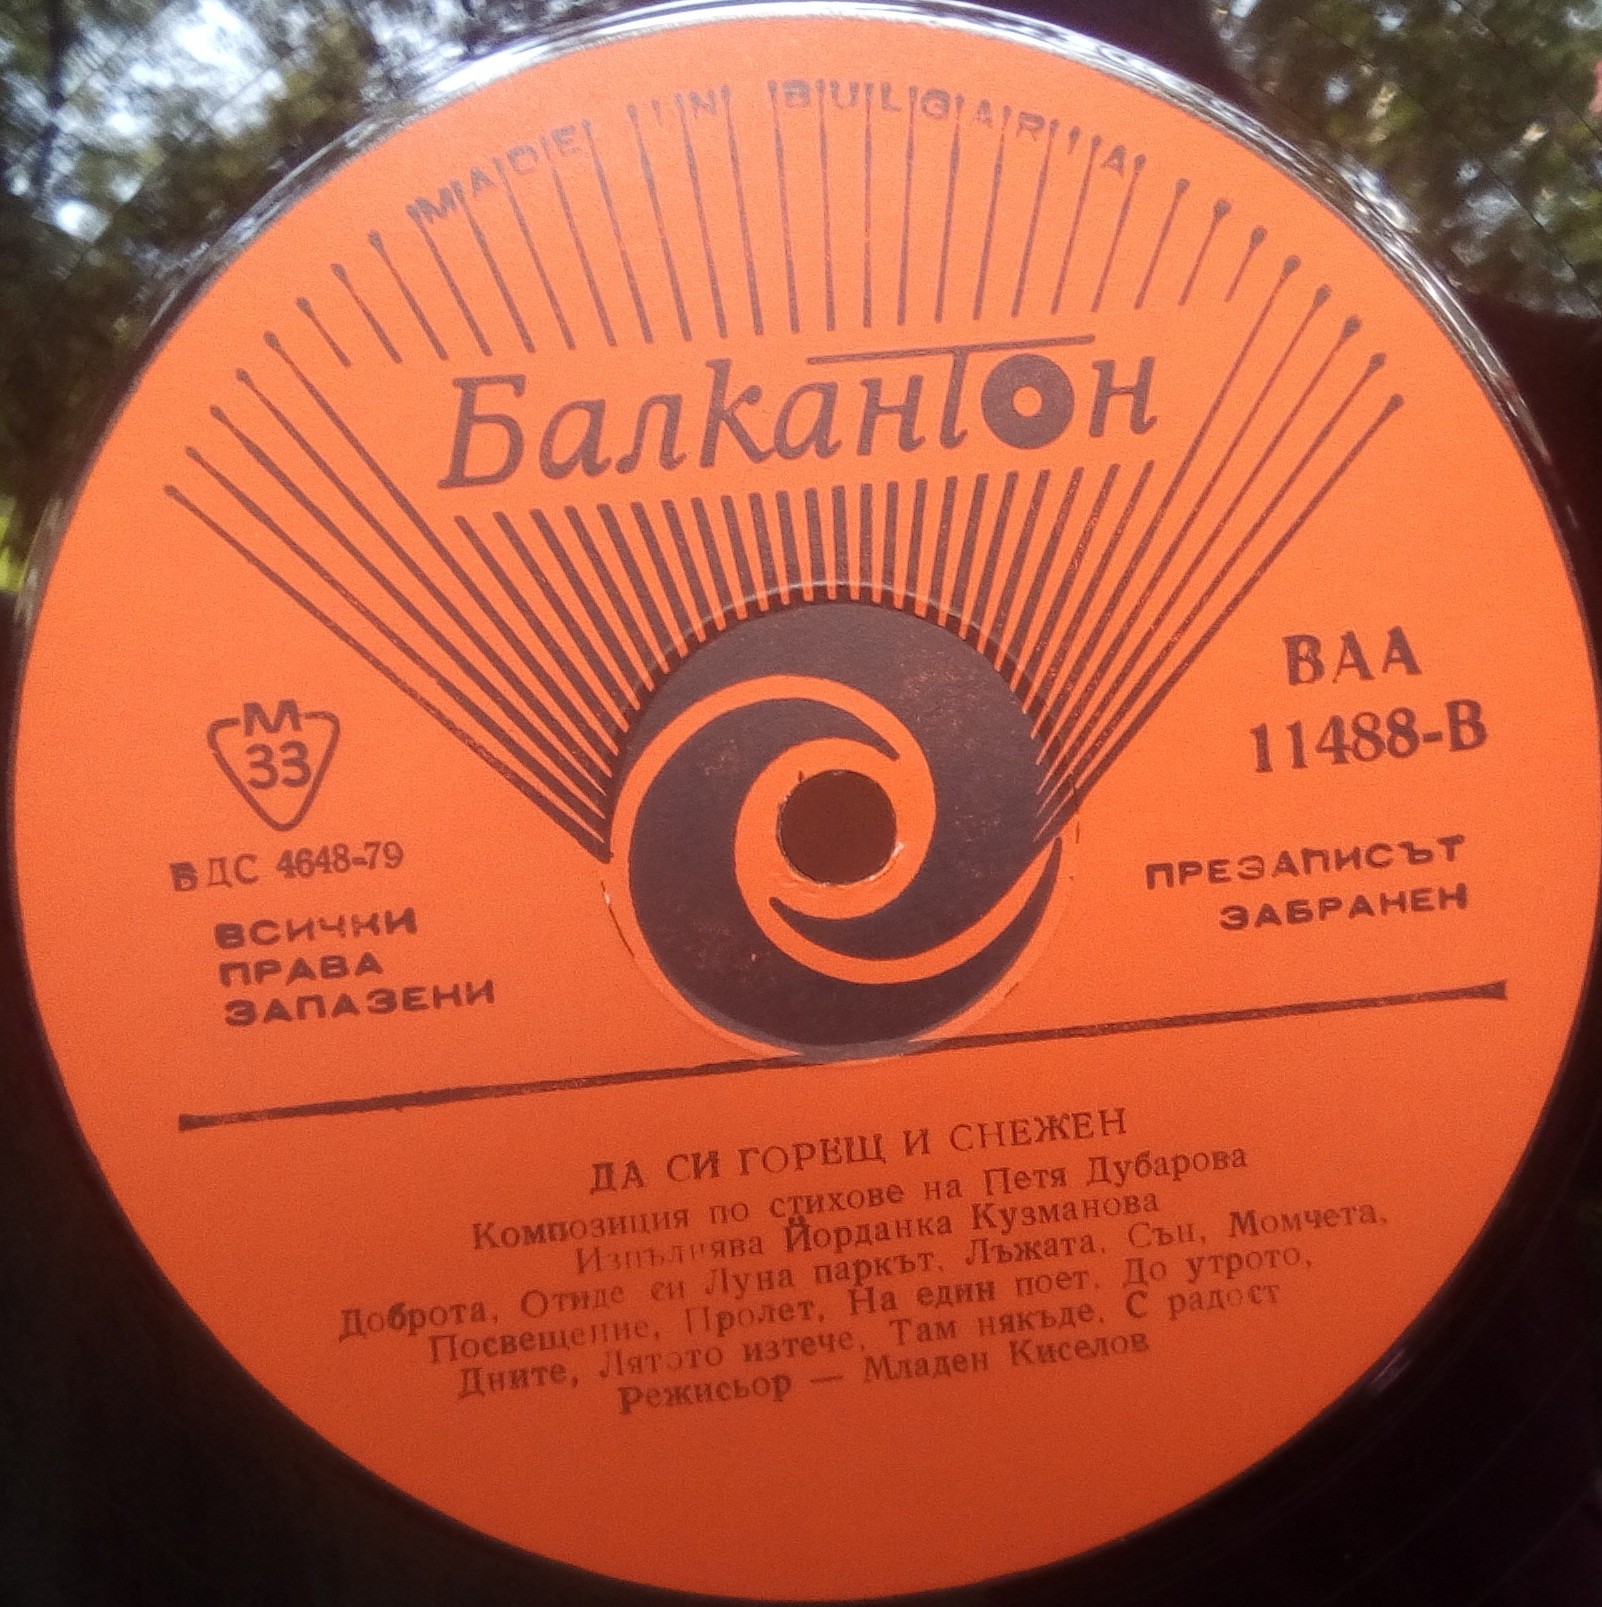 MADE IN BULGARIA
Балкантон
М
33
БДС 4648-79
ВСИЧКИ
ПРАВА
ЗАПАЗЕНИ
ВАА
11488-В
ПРЕЗАПИСЪТ
ЗАБРАНЕН
ДА СИ ГОРЕЩ И СНЕЖЕН
Композиция по стихове на Петя Дубарова
Изпълнява Йорданка Кузманова
Доброта, Отиде си Луна паркът, Лъжата, Сън, Момчета,
Посвещение, Пролет, На един поет, До утрото,
Дните, Лятото изтече, Там някъде, С радост
Режисьор — Младен Киселов